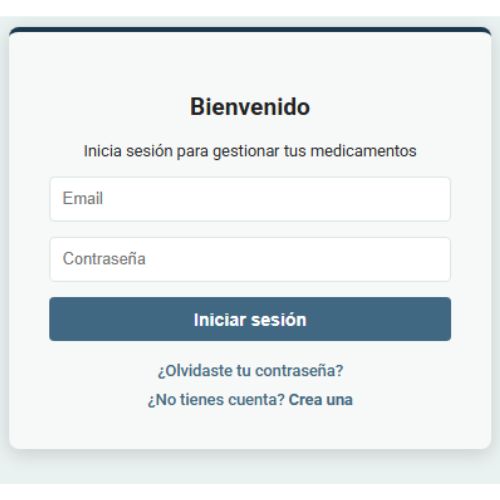 Bienvenido
Inicia sesión para gestionar tus medicamentos
Email
Contraseña
Iniciar sesión
¿Olvidaste tu contraseña?
¿No tienes cuenta? Crea una